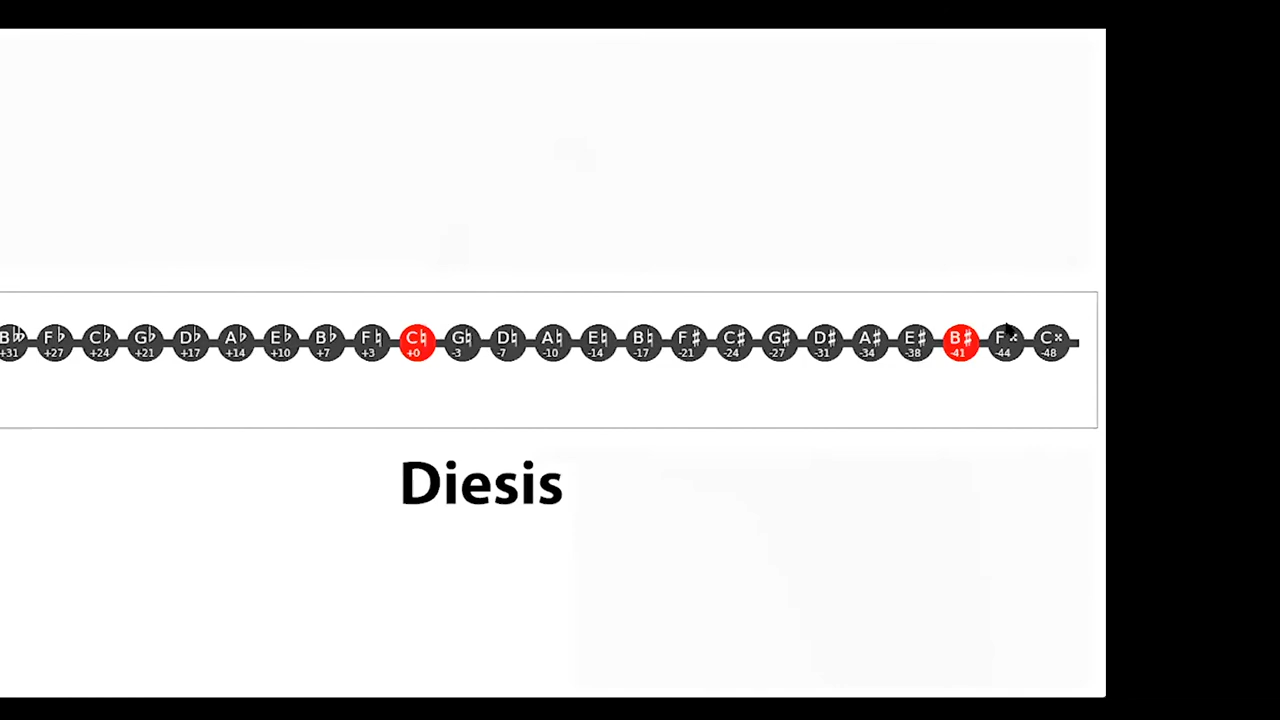 B𝄫 F♭ C♭ G♭ D♭ A♭ E♭ B♭ F♮ C♮ G♮ D♮ A♮ E♮ B♮ F♯ C♯ G♯ D♯ A♯ E♯ B♯ F𝄪 C𝄪
+31 +27 +24 +21 +17 +14 +10 +7 +3 +0 -3 -7 -10 -14 -17 -21 -24 -27 -31 -34 -38 -41 -44 -48
Diesis